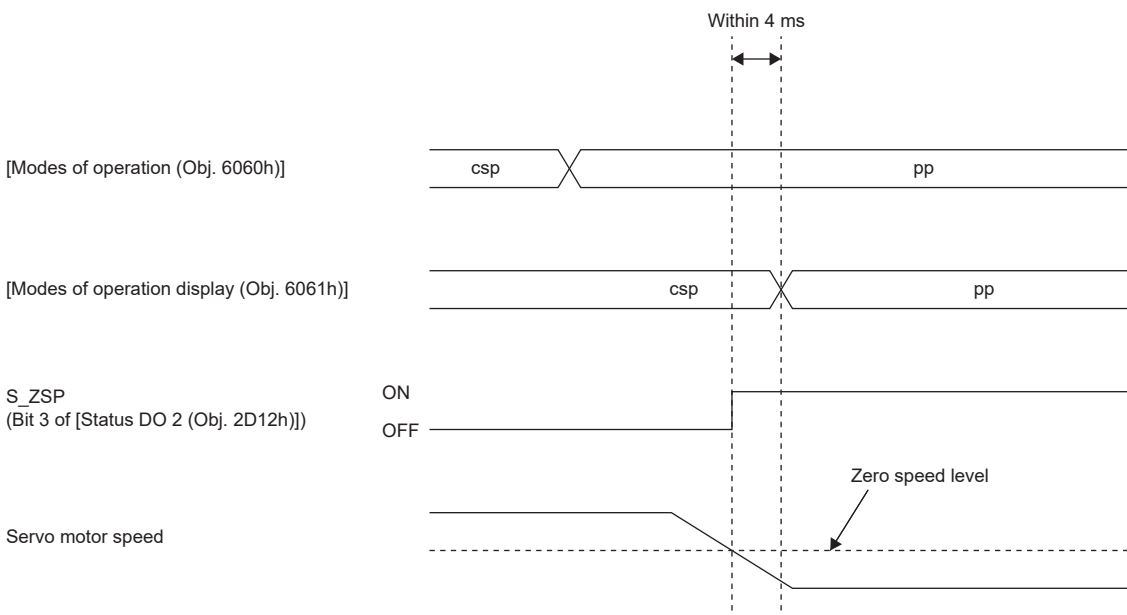 Within 4 ms
[Modes of operation (Obj. 6060h)]
csp
pp
[Modes of operation display (Obj. 6061h)]
csp
pp
S_ZSP
(Bit 3 of [Status DO 2 (Obj. 2D12h)])
ON
OFF
Zero speed level
Servo motor speed